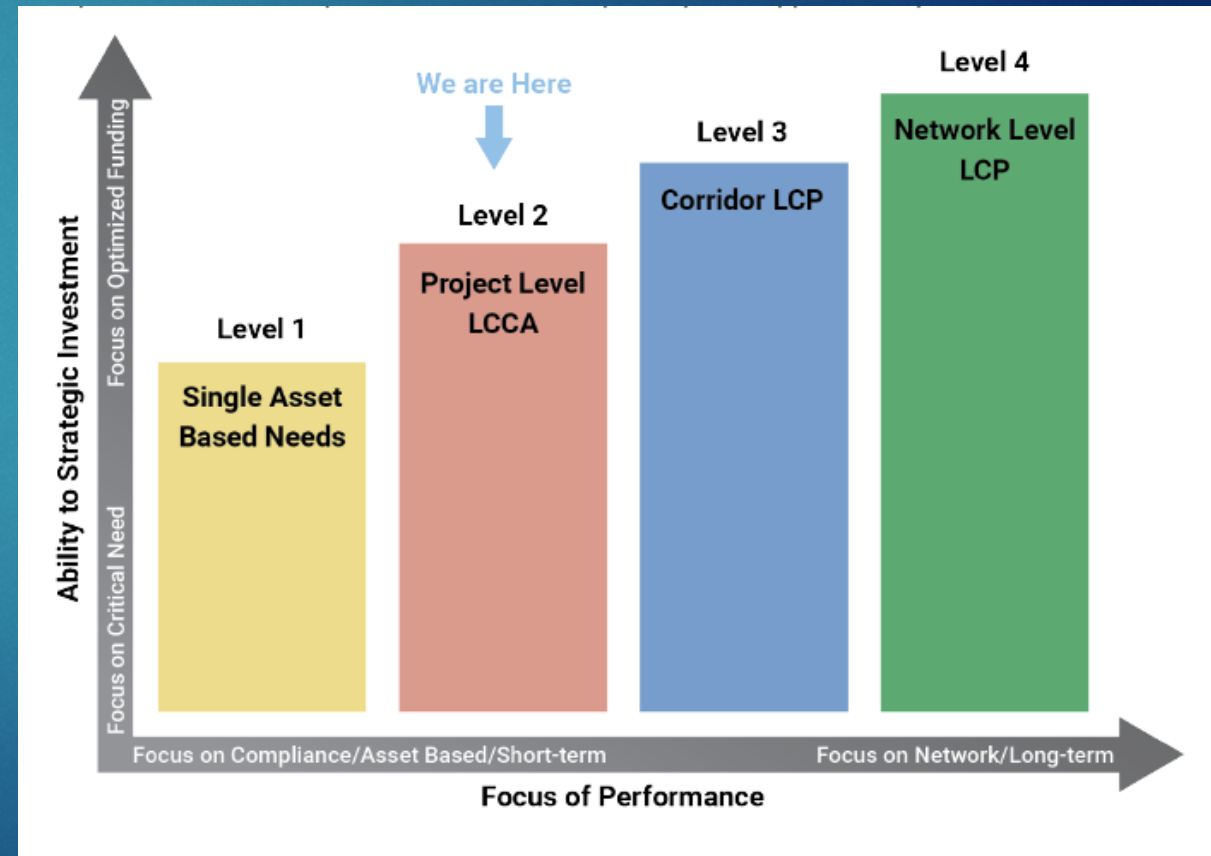 We are Here
Level 1
Single Asset
Based Needs
Level 2
Project Level
LCCA
Level 3
Corridor LCP
Level 4
Network Level
LCP
Ability to Strategic Investment
Focus on Optimized Funding
Focus on Critical Need
Focus on Compliance/Asset Based/Short-term
Focus on Network/Long-term
Focus of Performance